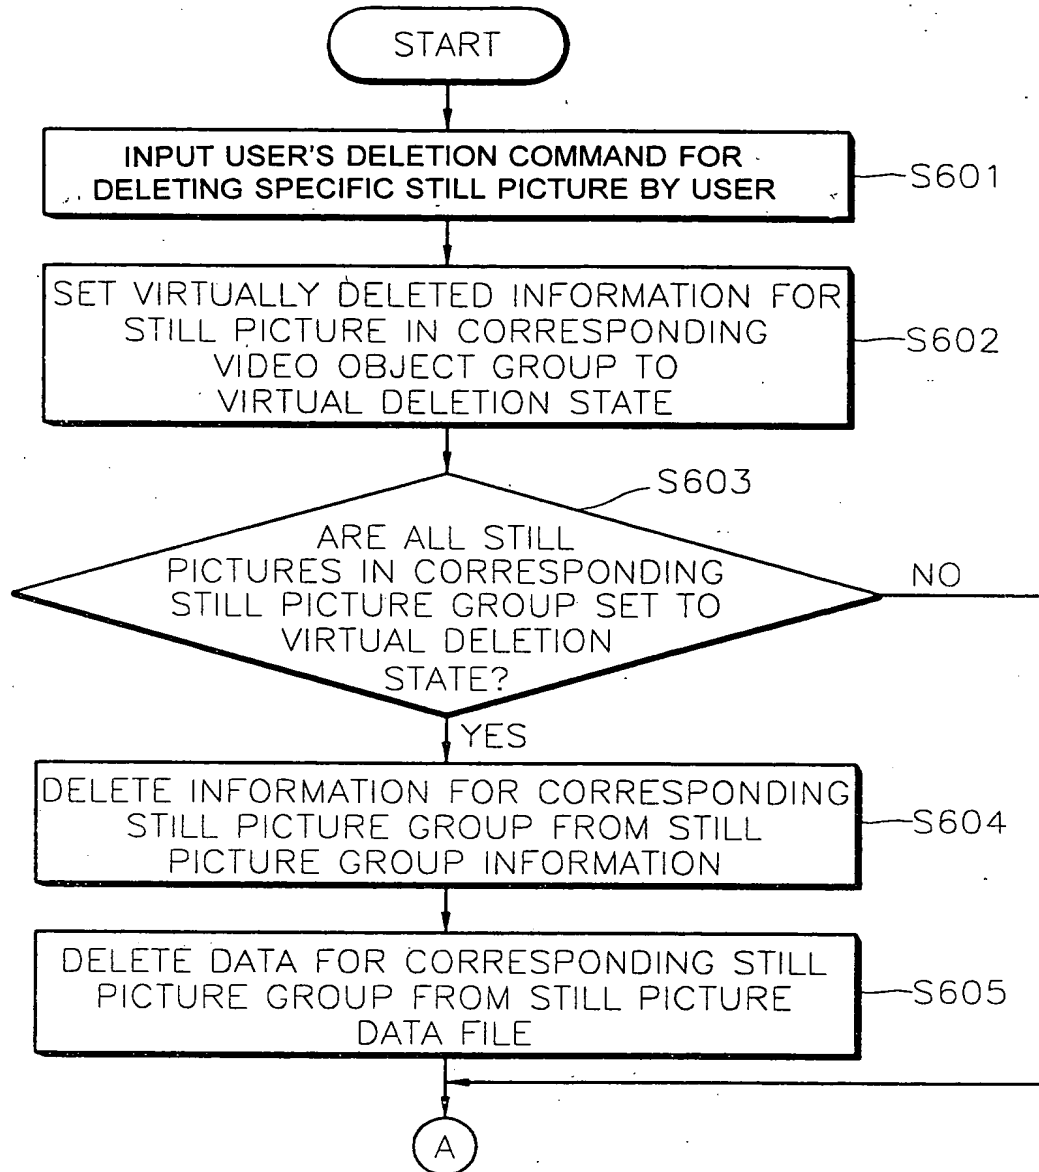 START
INPUT USER'S DELETION COMMAND FOR
DELETING SPECIFIC STILL PICTURE BY USER
S601
SET VIRTUALLY DELETED INFORMATION FOR
STILL PICTURE IN CORRESPONDING
VIDEO OBJECT GROUP TO
VIRTUAL DELETION STATE
S602
S603
ARE ALL STILL
PICTURES IN CORRESPONDING
STILL PICTURE GROUP SET TO
VIRTUAL DELETION
STATE?
NO
YES
DELETE INFORMATION FOR CORRESPONDING
STILL PICTURE GROUP FROM STILL
PICTURE GROUP INFORMATION
S604
DELETE DATA FOR CORRESPONDING STILL
PICTURE GROUP FROM STILL PICTURE
DATA FILE
S605
A